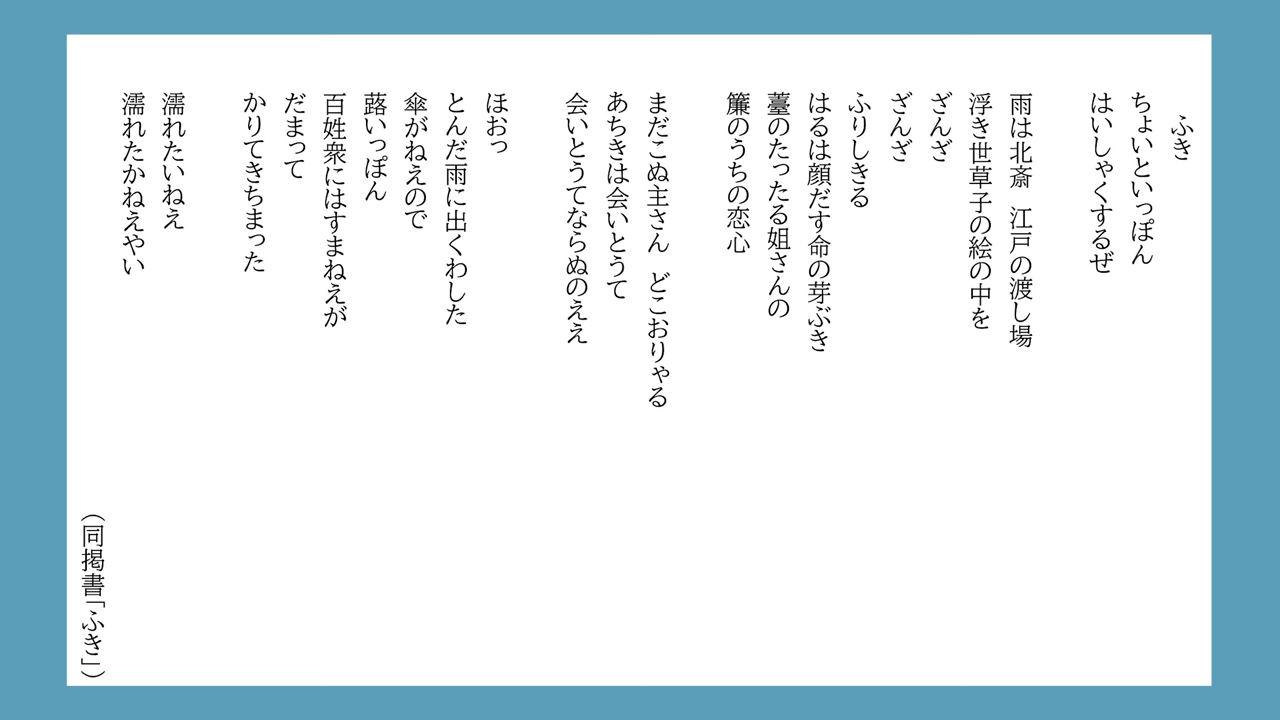 ふき
ちょいといっぽん
はいしゃくするぜ
雨は北斎　江戸の渡し場
浮き世草子の絵の中を
ざんざ
ざんざ
ふりしきる
はるは顔だす命の芽ぶき
薹のたったる姐さんの
簾のうちの恋心
まだこぬ主さん　どこおりゃる
あちきは会いとうて
会いとうてならぬのええ
ほおっ
とんだ雨に出くわした
傘がねえので
蕗いっぽん
百姓衆にはすまねえが
だまって
かりてきちまった
濡れたいねえ
濡れたかねえやい
（同掲書「ふき」）